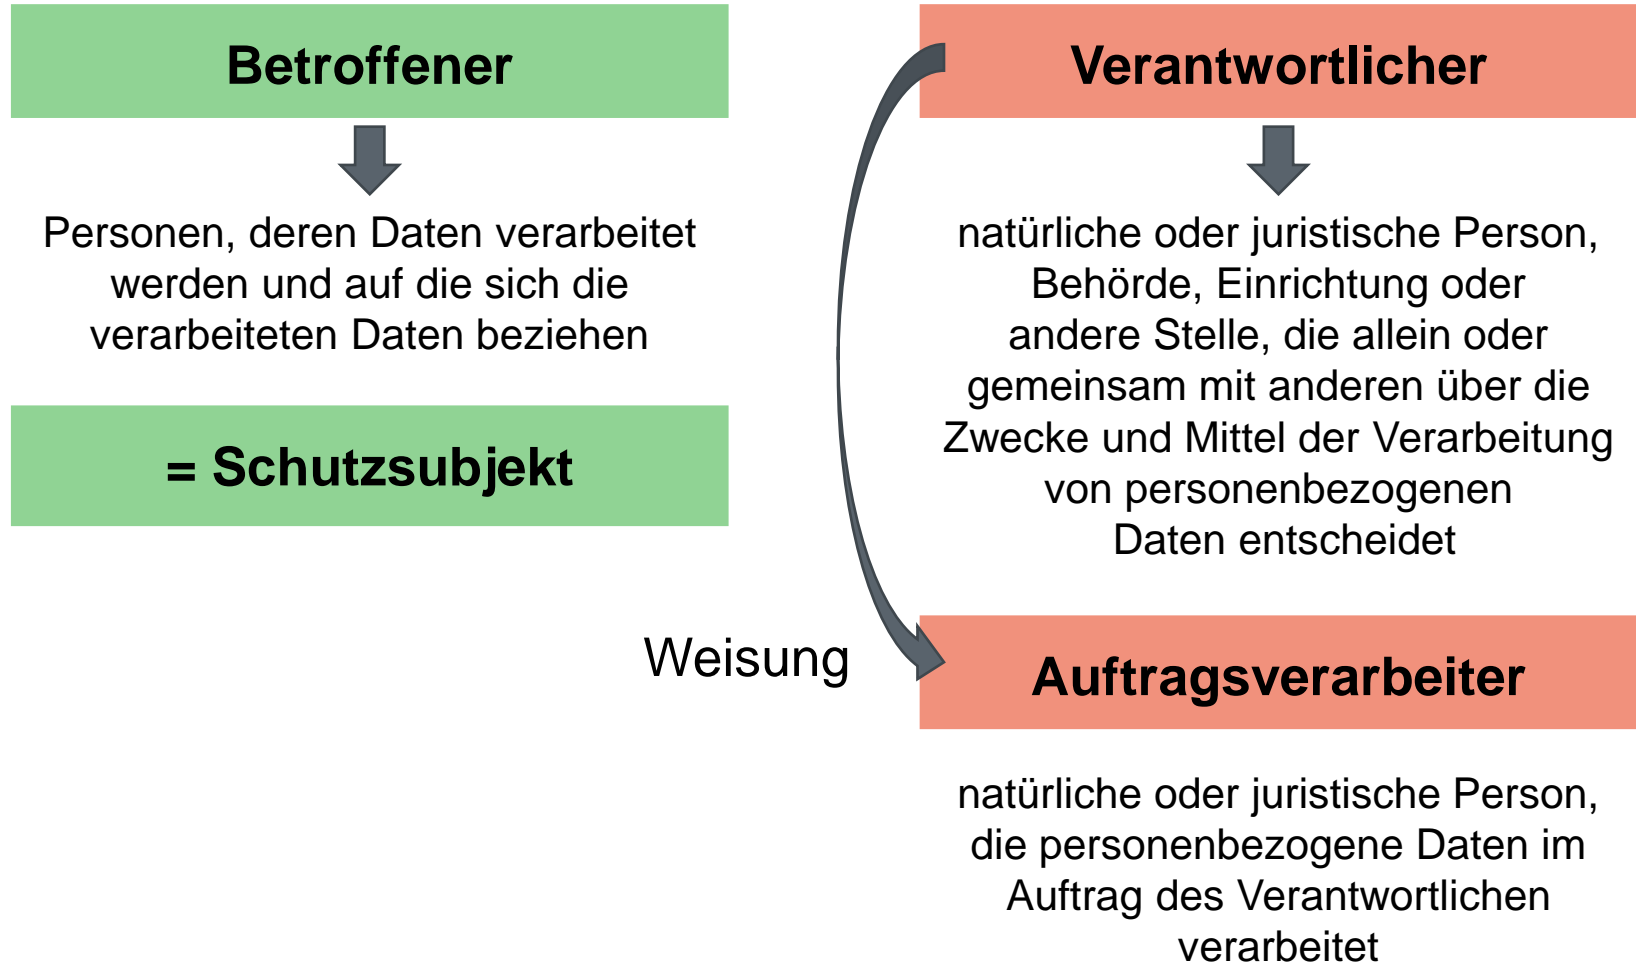 Betroffener
Personen, deren Daten verarbeitet
werden und auf die sich die
verarbeiteten Daten beziehen
= Schutzsubjekt
Verantwortlicher
natürliche oder juristische Person,
Behörde, Einrichtung oder
andere Stelle, die allein oder
gemeinsam mit anderen über die
Zwecke und Mittel der Verarbeitung
von personenbezogenen
Daten entscheidet
Weisung
Auftragsverarbeiter
natürliche oder juristische Person,
die personenbezogene Daten im
Auftrag des Verantwortlichen
verarbeitet